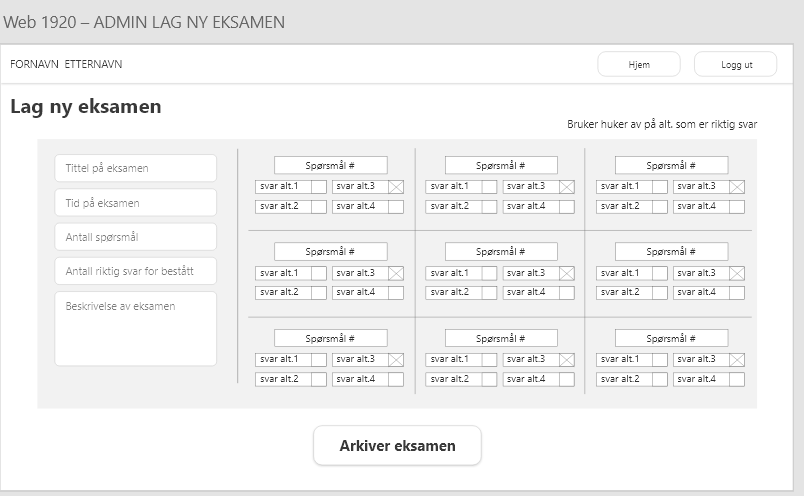 Web 1920 – ADMIN LAG NY EKSAMEN
FORNAVN ETTERNAVN
Hjem
Logg ut
Lag ny eksamen
Bruker huker av på alt. som er riktig svar
Tittel på eksamen
Tid på eksamen
Antall spørsmål
Antall riktig svar for bestått
Beskrivelse av eksamen
Spørsmål # Spørsmål # Spørsmål #
svar alt.1 svar alt.3 svar alt.1 svar alt.3 svar alt.1 svar alt.3
svar alt.2 svar alt.4 svar alt.2 svar alt.4 svar alt.2 svar alt.4
Spørsmål # Spørsmål # Spørsmål #
svar alt.1 svar alt.3 svar alt.1 svar alt.3 svar alt.1 svar alt.3
svar alt.2 svar alt.4 svar alt.2 svar alt.4 svar alt.2 svar alt.4
Spørsmål # Spørsmål # Spørsmål #
svar alt.1 svar alt.3 svar alt.1 svar alt.3 svar alt.1 svar alt.3
svar alt.2 svar alt.4 svar alt.2 svar alt.4 svar alt.2 svar alt.4
Arkiver eksamen